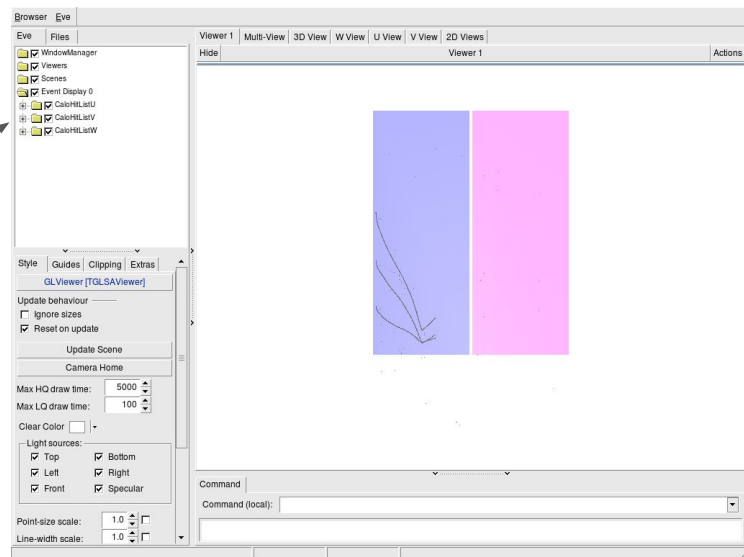 Browser Eve
Eve Files
WindowManager
Viewers
Scenes
Event Display 0
CaloHitListU
CaloHitListV
CaloHitListW
Style Guides Clipping Extras
GLViewer [TGLSAViewer]
Update behaviour
Ignore sizes
Reset on update
Update Scene
Camera Home
Max HQ draw time: 5000
Max LQ draw time: 100
Clear Color
Light sources:
Top Bottom
Left Right
Front Specular
Point-size scale: 1.0
Line-width scale: 1.0
Viewer 1 Multi-View 3D View W View U View V View 2D Views
Hide Viewer 1 Actions
Command
Command (local):